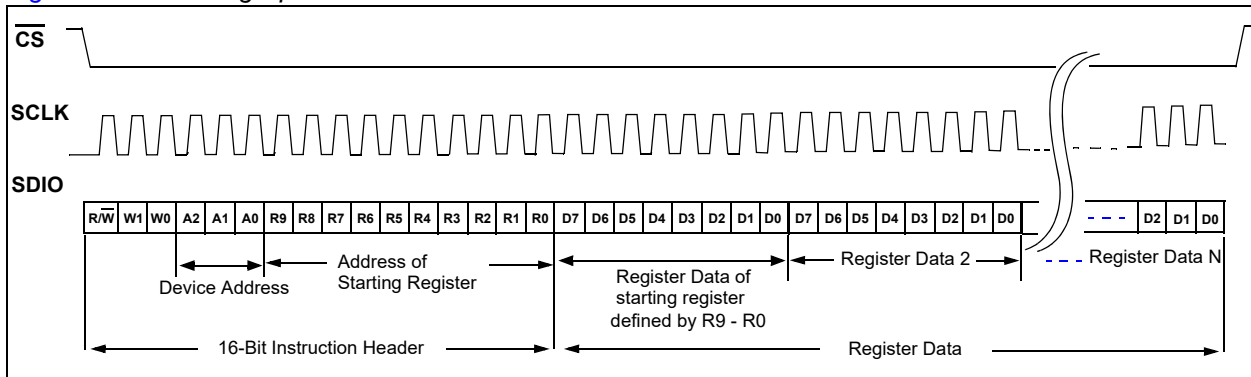 CS
SCLK
SDIO
R/W W1 W0 A2 A1 A0 R9 R8 R7 R6 R5 R4 R3 R2 R1 R0 D7 D6 D5 D4 D3 D2 D1 D0 D7 D6 D5 D4 D3 D2 D1 D0 D2 D1 D0
Device Address
Address of
Starting Register
Register Data of
starting register
defined by R9 - R0
Register Data 2
Register Data N
16-Bit Instruction Header
Register Data